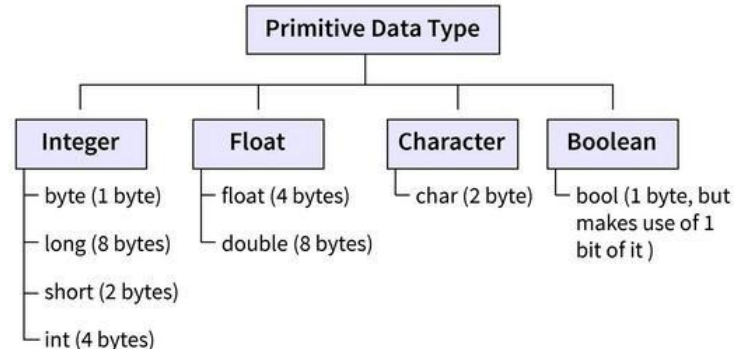 Primitive Data Type
Integer
Float
Character
Boolean
byte (1 byte)
long (8 bytes)
short (2 bytes)
int (4 bytes)
float (4 bytes)
double (8 bytes)
char (2 byte)
bool (1 byte, but
makes use of 1
bit of it )